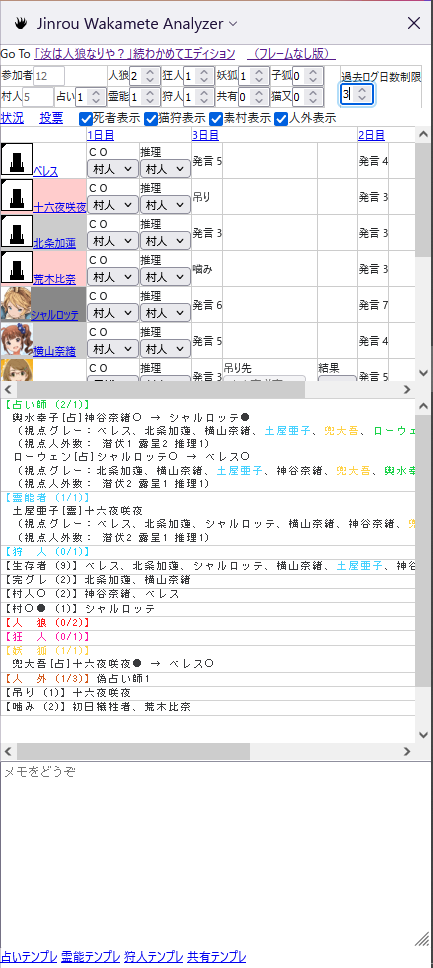 Jinrou Wakamete Analyzer
Go To 「汝は人狼なりや？」続わかめてエディション （フレームなし版）
参加者 12 人狼 2 狂人 1 妖狐 1 子狐 0 過去ログ日数制限
村人 5 占い 1 霊能 1 狩人 1 共有 0 猫又 0 3
状況 投票 死者表示 猫狩表示 素村表示 人外表示
1日目 3日目 2日目
ベレス ＣＯ 村人 推理 村人 発言 5 発言 4
十六夜咲夜 ＣＯ 村人 推理 村人 吊り 発言 3
北条加蓮 ＣＯ 村人 推理 村人 発言 3 発言 3
荒木比奈 ＣＯ 村人 推理 村人 噛み 発言 3
シャルロッテ ＣＯ 村人 推理 村人 発言 6 発言 7
横山奈緒 ＣＯ 村人 推理 村人 発言 5 発言 4
ＣＯ 推理 発言 3 吊り先 結果 発言 5
【占い師 (2/1)】
輿水幸子[占]神谷奈緒○ → シャルロッテ●
(視点グレー：ベレス、北条加蓮、横山奈緒、土屋亜子、兜大吾、ローウェ
(視点人外数： 潜伏2 露呈2 推理1)
ローウェン[占]シャルロッテ○ → ベレス○
(視点グレー：北条加蓮、横山奈緒、土屋亜子、神谷奈緒、兜大吾、輿水幸
(視点人外数： 潜伏2 露呈1 推理1)
【霊能者 (1/1)】
土屋亜子[霊]十六夜咲夜
(視点グレー：ベレス、北条加蓮、シャルロッテ、横山奈緒、神谷奈緒、
(視点人外数： 潜伏2 露呈1 推理1)
【狩　人 (0/1)】
【生存者 (9)】ベレス、北条加蓮、シャルロッテ、横山奈緒、土屋亜子、神谷
【完グレ (2)】北条加蓮、横山奈緒
【村人○ (2)】神谷奈緒、ベレス
【村○● (1)】シャルロッテ
【人　狼 (0/2)】
【狂　人 (0/1)】
【妖　狐 (1/1)】
兜大吾[占]十六夜咲夜● → ベレス○
【人　外 (1/3)】偽占い師1
【吊り (1)】十六夜咲夜
【噛み (2)】初日犠牲者、荒木比奈
メモをどうぞ
占いテンプレ 霊能テンプレ 狩人テンプレ 共有テンプレ